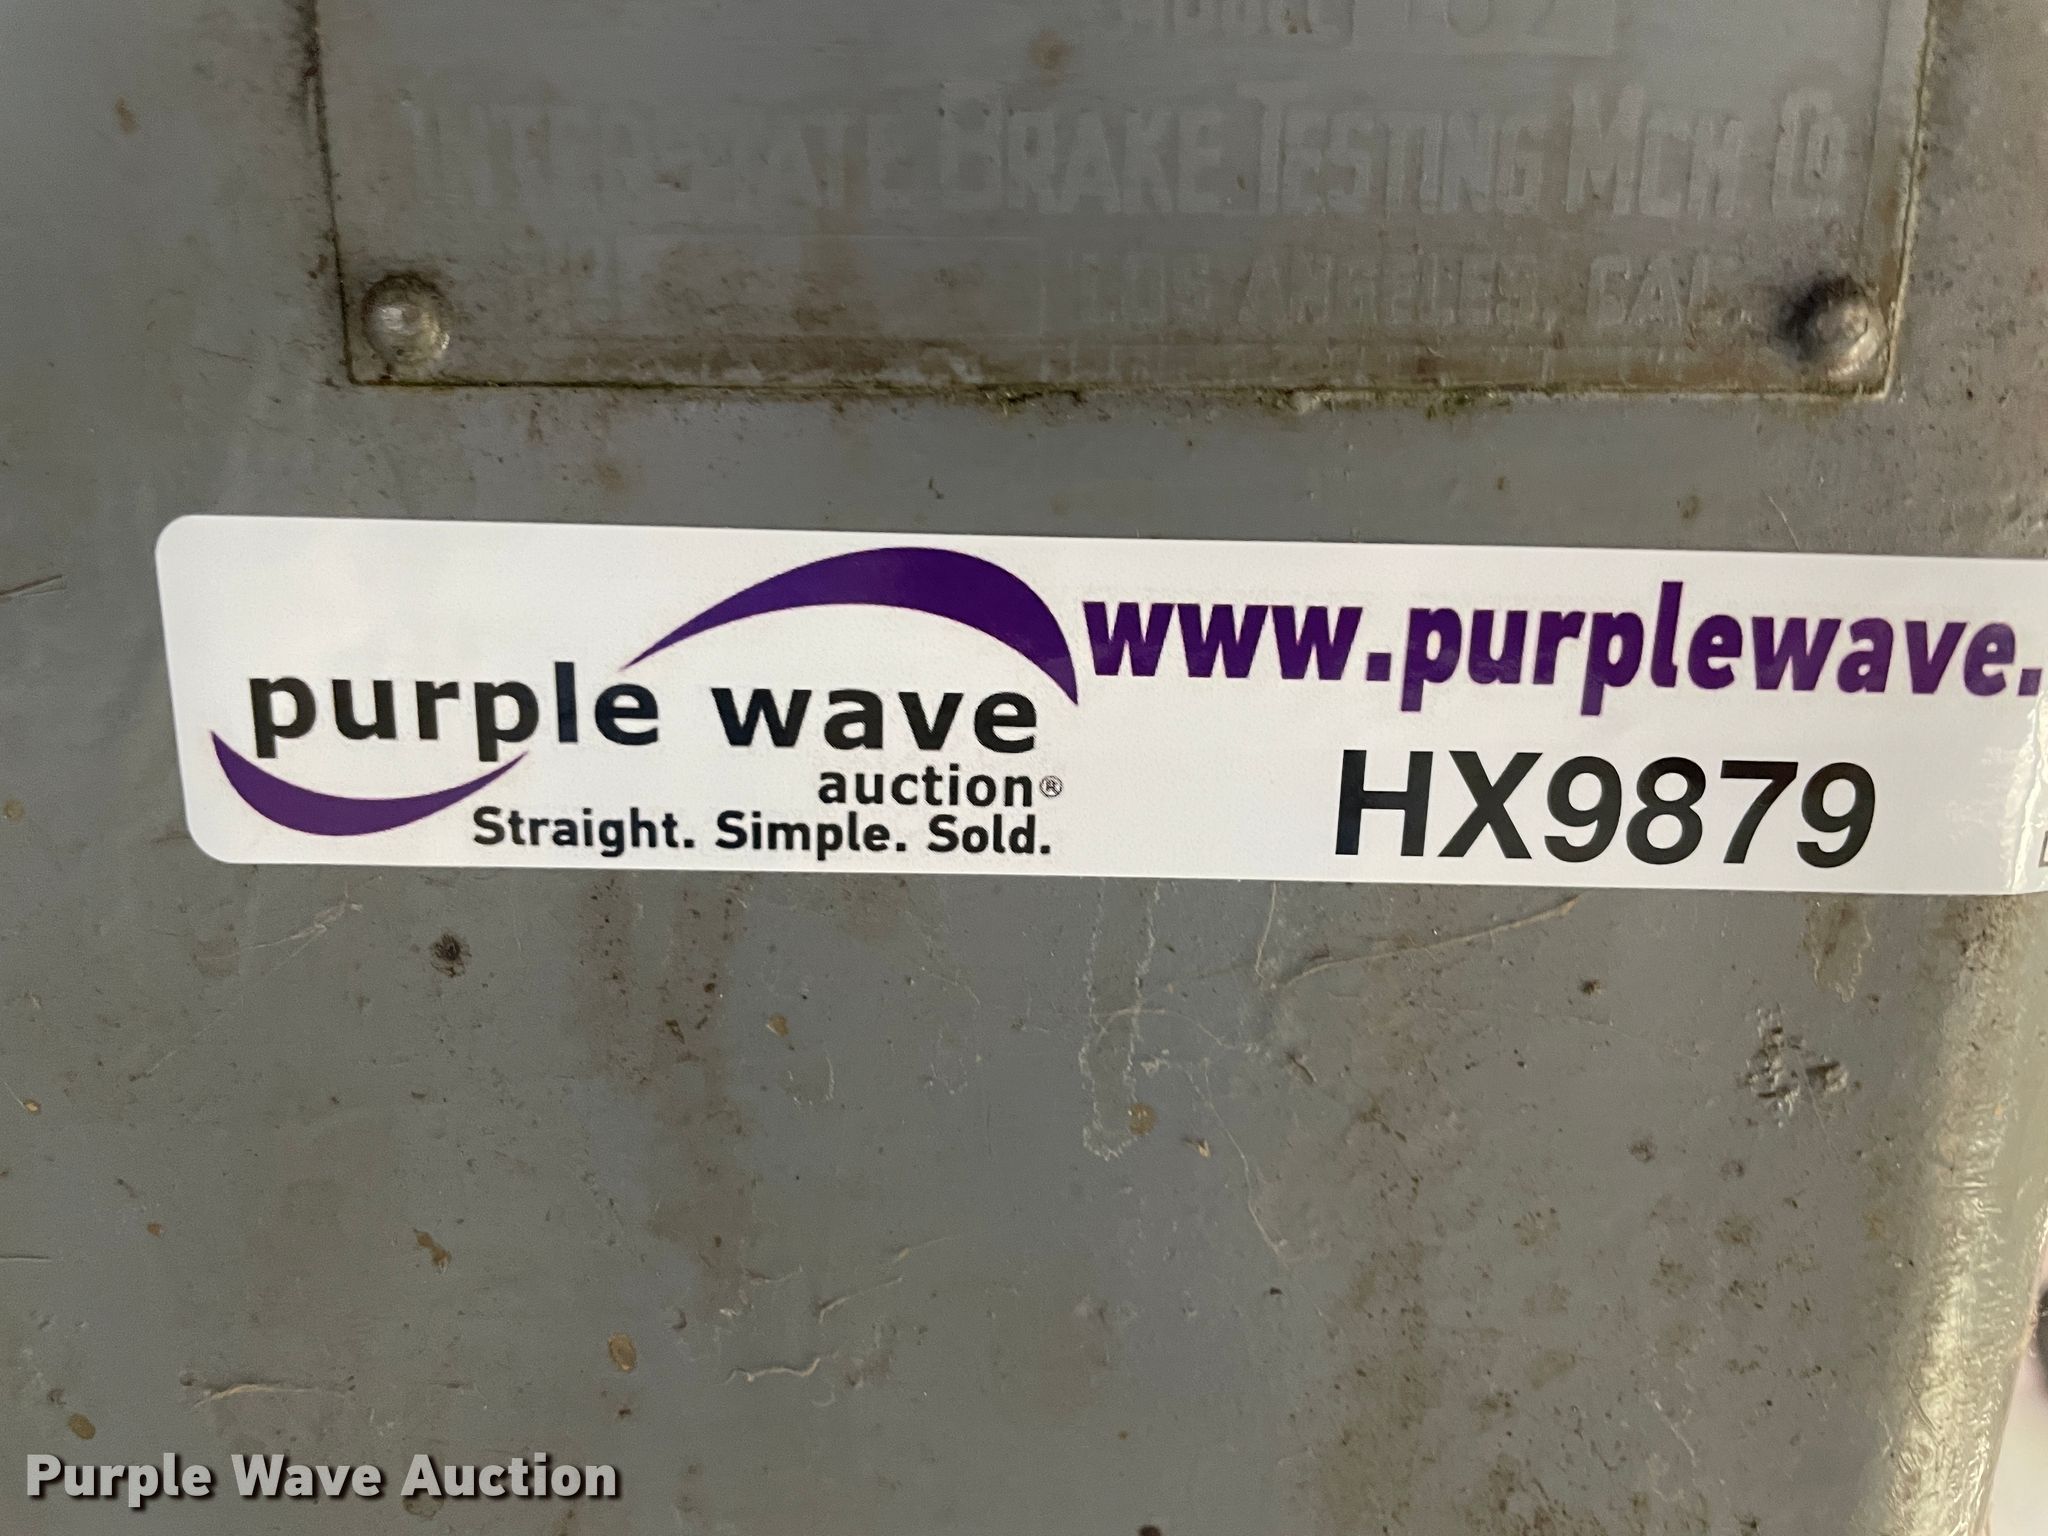 INTERSTATE BRAKE TESTING MCH CO
LOS ANGELES, CAL
www.purplewave.
purple wave
auction®
Straight. Simple. Sold.
HX9879
Purple Wave Auction